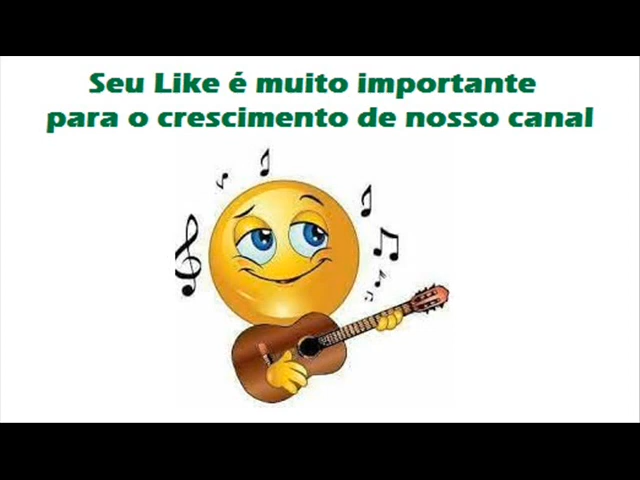 Seu Like é muito importante
para o crescimento de nosso canal